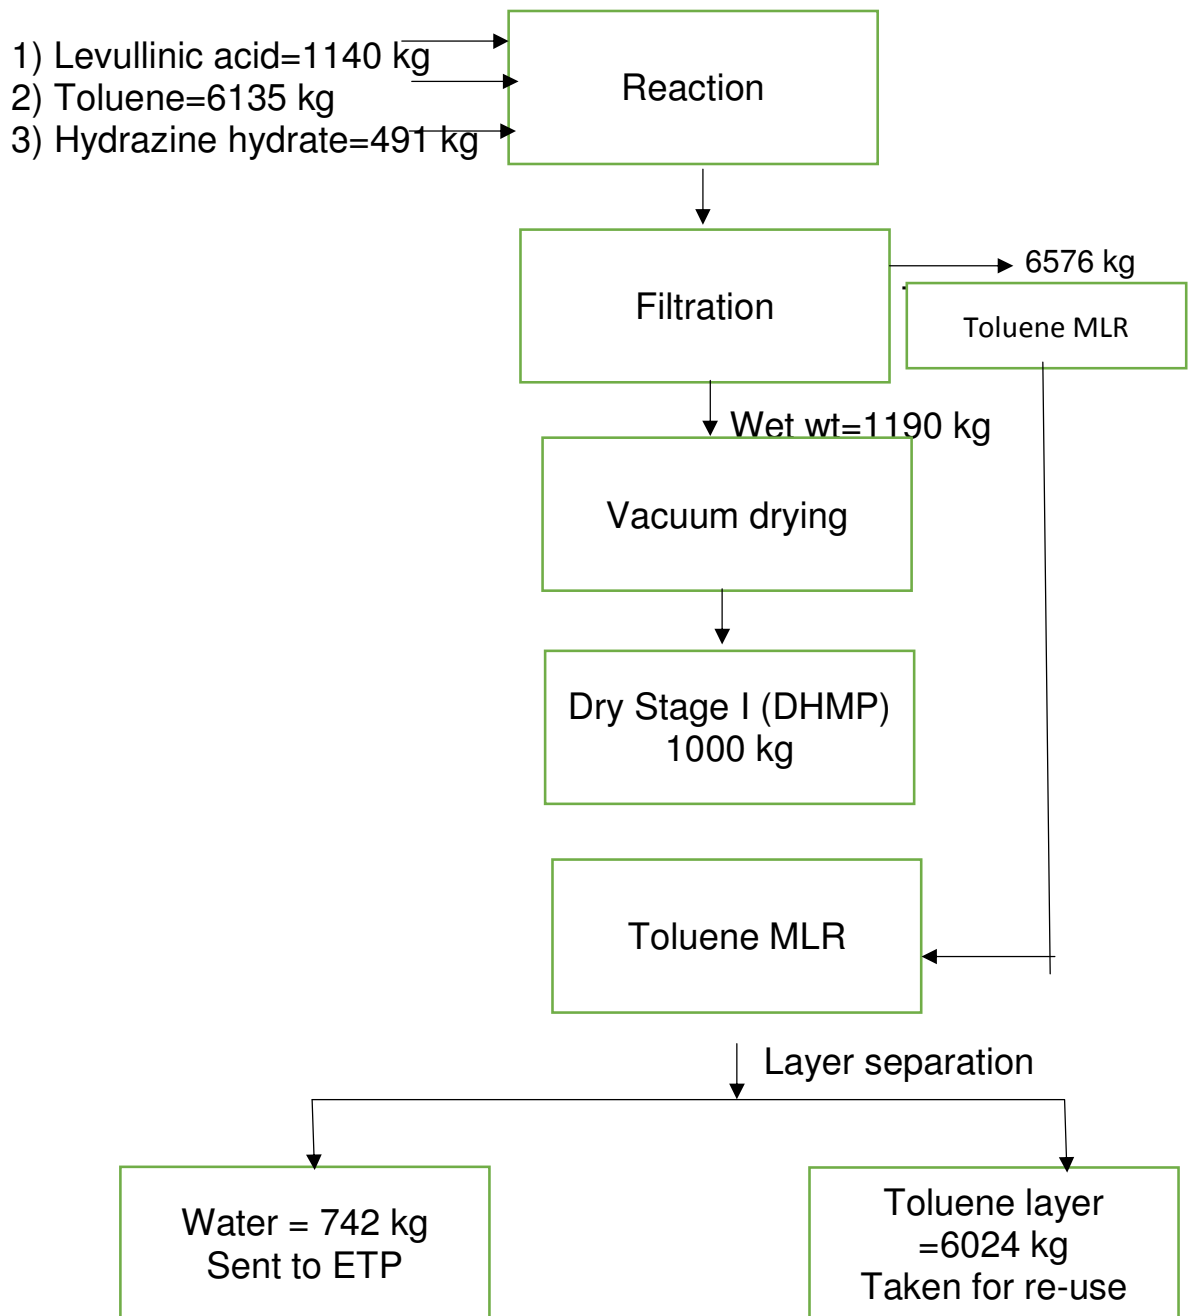 1) Levullinic acid=1140 kg
2) Toluene=6135 kg
3) Hydrazine hydrate=491 kg
Reaction
Filtration
6576 kg
Toluene MLR
Wet wt=1190 kg
Vacuum drying
Dry Stage I (DHMP)
1000 kg
Toluene MLR
Layer separation
Water = 742 kg
Sent to ETP
Toluene layer
=6024 kg
Taken for re-use